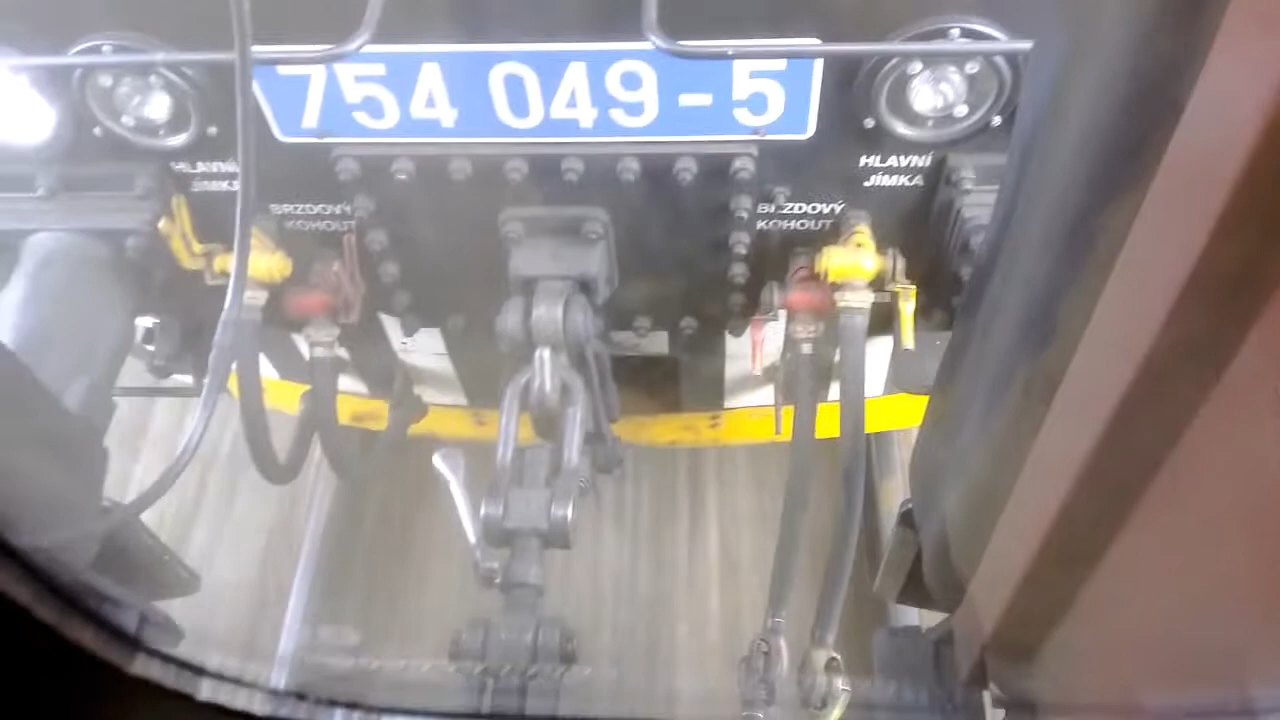 754 049-5
HLAVNÍ
JÍMKA
HLAVNÍ
JÍMKA
BRZDOVÝ
KOHOUT
BRZDOVÝ
KOHOUT